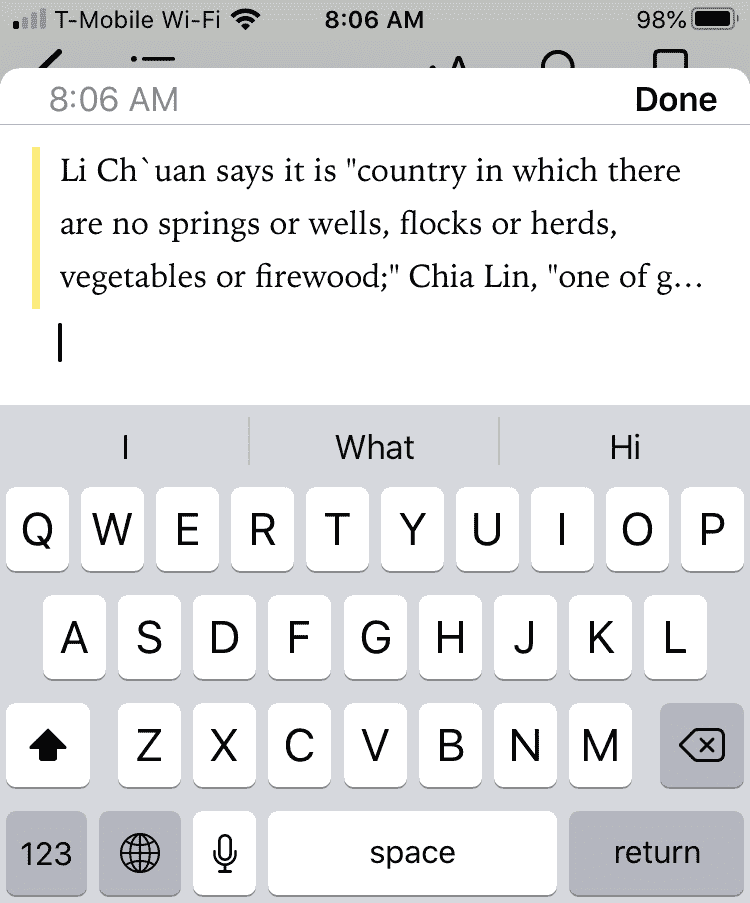 T-Mobile Wi-Fi 8:06 AM 98%
8:06 AM Done
Li Ch`uan says it is "country in which there
are no springs or wells, flocks or herds,
vegetables or firewood;" Chia Lin, "one of g...
I What Hi
Q W E R T Y U I O P
A S D F G H J K L
Z X C V B N M
123 space return